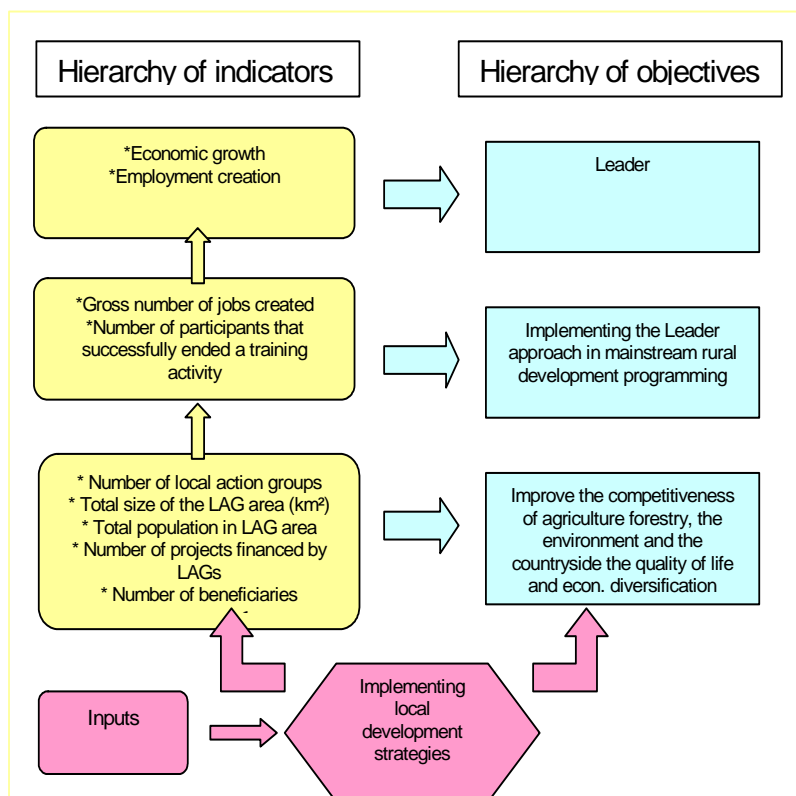 Hierarchy of indicators
Hierarchy of objectives
*Economic growth
*Employment creation
Leader
*Gross number of jobs created
*Number of participants that
successfully ended a training
activity
Implementing the Leader
approach in mainstream rural
development programming
* Number of local action groups
* Total size of the LAG area (km²)
* Total population in LAG area
* Number of projects financed by
LAGs
* Number of beneficiaries
Improve the competitiveness
of agriculture forestry, the
environment and the
countryside the quality of life
and econ. diversification
Inputs
Implementing
local
development
strategies